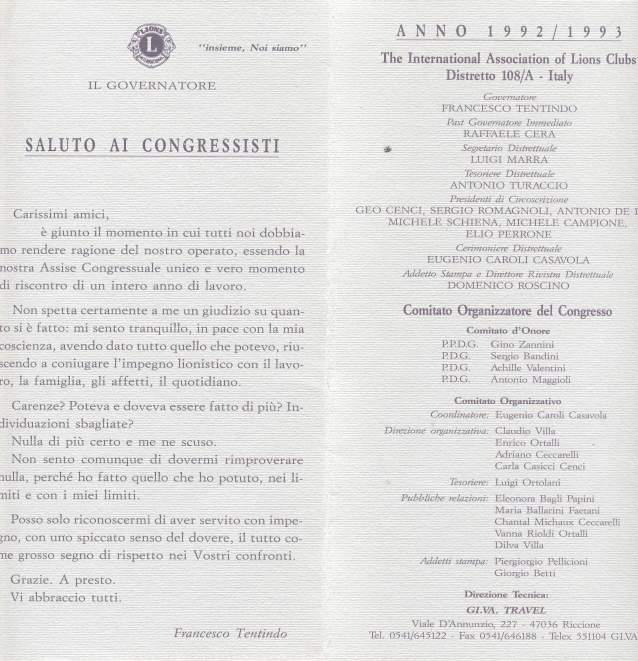 LIONS
L
INTERNATIONAL
"insieme, Noi siamo"
IL GOVERNATORE
SALUTO AI CONGRESSISTI
Carissimi amici,
è giunto il momento in cui tutti noi dobbia-
mo rendere ragione del nostro operato, essendo la
nostra Assise Congressuale unico e vero momento
di riscontro di un intero anno di lavoro.
Non spetta certamente a me un giudizio su quan-
to si è fatto: mi sento tranquillo, in pace con la mia
coscienza, avendo dato tutto quello che potevo, riu-
scendo a coniugare l'impegno lionistico con il lavo-
ro, la famiglia, gli affetti, il quotidiano.
Carenze? Poteva e doveva essere fatto di più? In-
dividuazioni sbagliate?
Nulla di più certo e me ne scuso.
Non sento comunque di dovermi rimproverare
nulla, perché ho fatto quello che ho potuto, nei li-
miti e con i miei limiti.
Posso solo riconoscermi di aver servito con impe-
gno, con uno spiccato senso del dovere, il tutto co-
me grosso segno di rispetto nei Vostri confronti.
Grazie. A presto.
Vi abbraccio tutti.
Francesco Tentindo
ANNO 1992/1993
The International Association of Lions Clubs
Distretto 108/A - Italy
Governatore
FRANCESCO TENTINDO
Past Governatore Immediato
RAFFAELE CERA
Segretario Distrettuale
LUIGI MARRA
Tesoriere Distrettuale
ANTONIO TURACCIO
Presidenti di Circoscrizione
GEO CENCI, SERGIO ROMAGNOLI, ANTONIO DE
MICHELE SCHIENA, MICHELE CAMPIONE,
ELIO PERRONE
Cerimoniere Distrettuale
EUGENIO CAROLI CASAVOLA
Addetto Stampa e Direttore Rivista Distrettuale
DOMENICO ROSCINO
Comitato Organizzatore del Congresso
Comitato d'Onore
P.P.D.G. Gino Zannini
P.D.G. Sergio Bandini
P.D.G. Achille Valentini
P.D.G. Antonio Maggioli
Comitato Organizzativo
Coordinatore: Eugenio Caroli Casavola
Direzione organizzativa: Claudio Villa
Enrico Ortalli
Adriano Ceccarelli
Carla Casicci Cenci
Tesoriere: Luigi Ortolani
Pubbliche relazioni: Eleonora Bagli Papini
Maria Ballarini Faetani
Chantal Michaux Ceccarelli
Vanna Rioldi Ortalli
Dilva Villa
Addetti stampa: Piergiorgio Pellicioni
Giorgio Betti
Direzione Tecnica:
GI.VA. TRAVEL
Viale D'Annunzio, 227 - 47036 Riccione
Tel. 0541/645122 - Fax 0541/646188 - Telex 551104 GI.VA